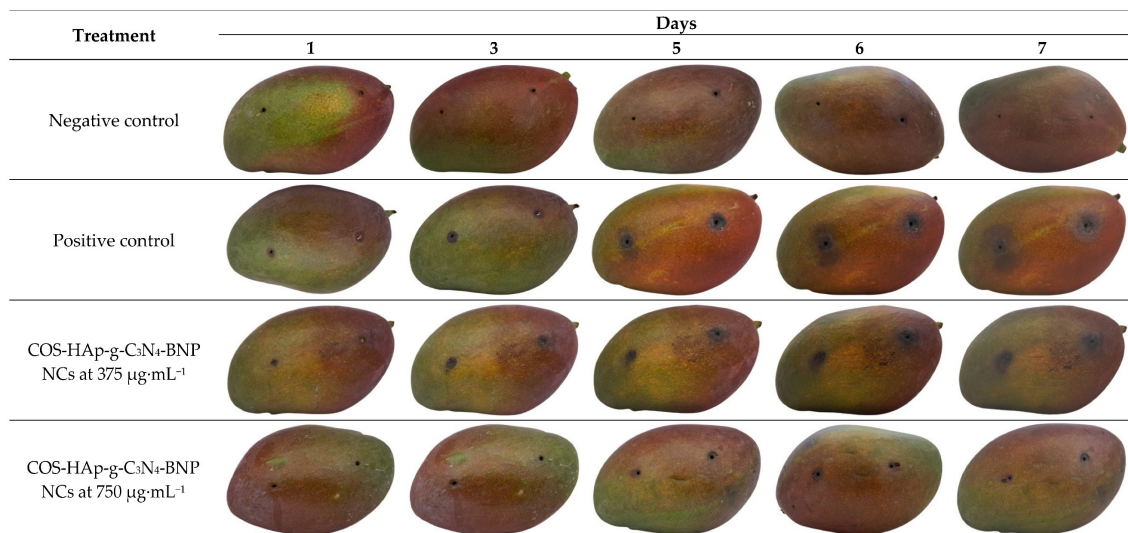 Treatment
Days
1 3 5 6 7
Negative control
Positive control
COS-HAp-g-C₃N₄-BNP
NCs at 375 μg·mL⁻¹
COS-HAp-g-C₃N₄-BNP
NCs at 750 μg·mL⁻¹